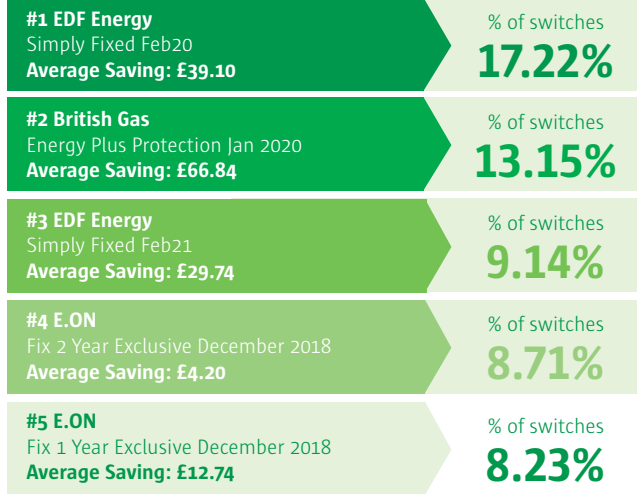 #1 EDF Energy
Simply Fixed Feb20
Average Saving: £39.10
% of switches
17.22%
#2 British Gas
Energy Plus Protection Jan 2020
Average Saving: £66.84
% of switches
13.15%
#3 EDF Energy
Simply Fixed Feb21
Average Saving: £29.74
% of switches
9.14%
#4 E.ON
Fix 2 Year Exclusive December 2018
Average Saving: £4.20
% of switches
8.71%
#5 E.ON
Fix 1 Year Exclusive December 2018
Average Saving: £12.74
% of switches
8.23%